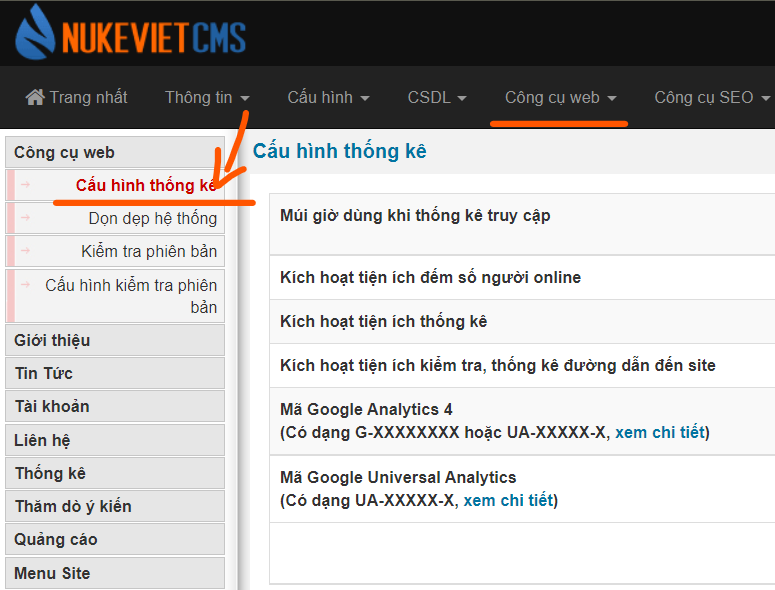 NUKEVIETCMS
Trang nhất Thông tin Cấu hình CSDL Công cụ web Công cụ SEO
Công cụ web
Cấu hình thống kê
Dọn dẹp hệ thống
Kiểm tra phiên bản
Cấu hình kiểm tra phiên
bản
Giới thiệu
Tin Tức
Tài khoản
Liên hệ
Thống kê
Thăm dò ý kiến
Quảng cáo
Menu Site
Cấu hình thống kê
Múi giờ dùng khi thống kê truy cập
Kích hoạt tiện ích đếm số người online
Kích hoạt tiện ích thống kê
Kích hoạt tiện ích kiểm tra, thống kê đường dẫn đến site
Mã Google Analytics 4
(Có dạng G-XXXXXXXX hoặc UA-XXXXX-X, xem chi tiết)
Mã Google Universal Analytics
(Có dạng UA-XXXXX-X, xem chi tiết)